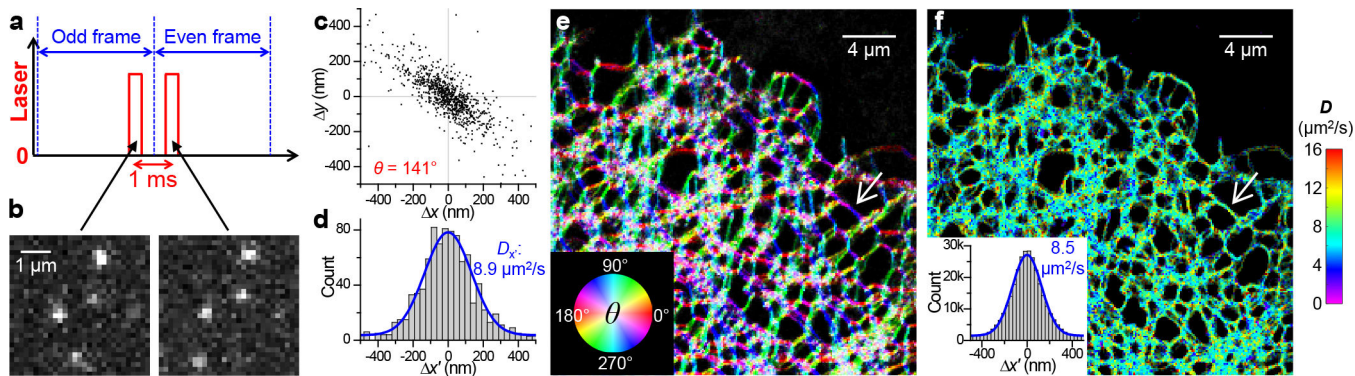 a
Odd frame
Even frame
Laser
0
1 ms
b
1 µm
c
Δy (nm)
400
200
0
-200
-400
θ = 141°
-400 -200 0 200 400
Δx (nm)
d
Count
80
40
0
Dx′:
8.9 µm²/s
-400 -200 0 200 400
Δx′ (nm)
e
4 µm
90°
180°
θ
0°
270°
f
4 µm
30k
20k
10k
0
Count
8.5
µm²/s
-400 0 400
Δx′ (nm)
D
(µm²/s)
16
12
8
4
0